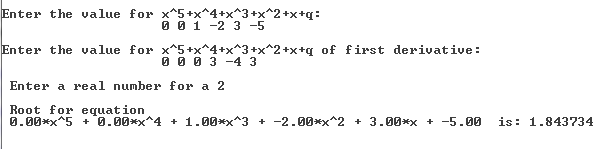 Enter the value for x^5+x^4+x^3+x^2+x+q:
0 0 1 -2 3 -5
Enter the value for x^5+x^4+x^3+x^2+x+q of first derivative:
0 0 0 3 -4 3
Enter a real number for a 2
Root for equation
0.00*x^5 + 0.00*x^4 + 1.00*x^3 + -2.00*x^2 + 3.00*x + -5.00  is: 1.843734